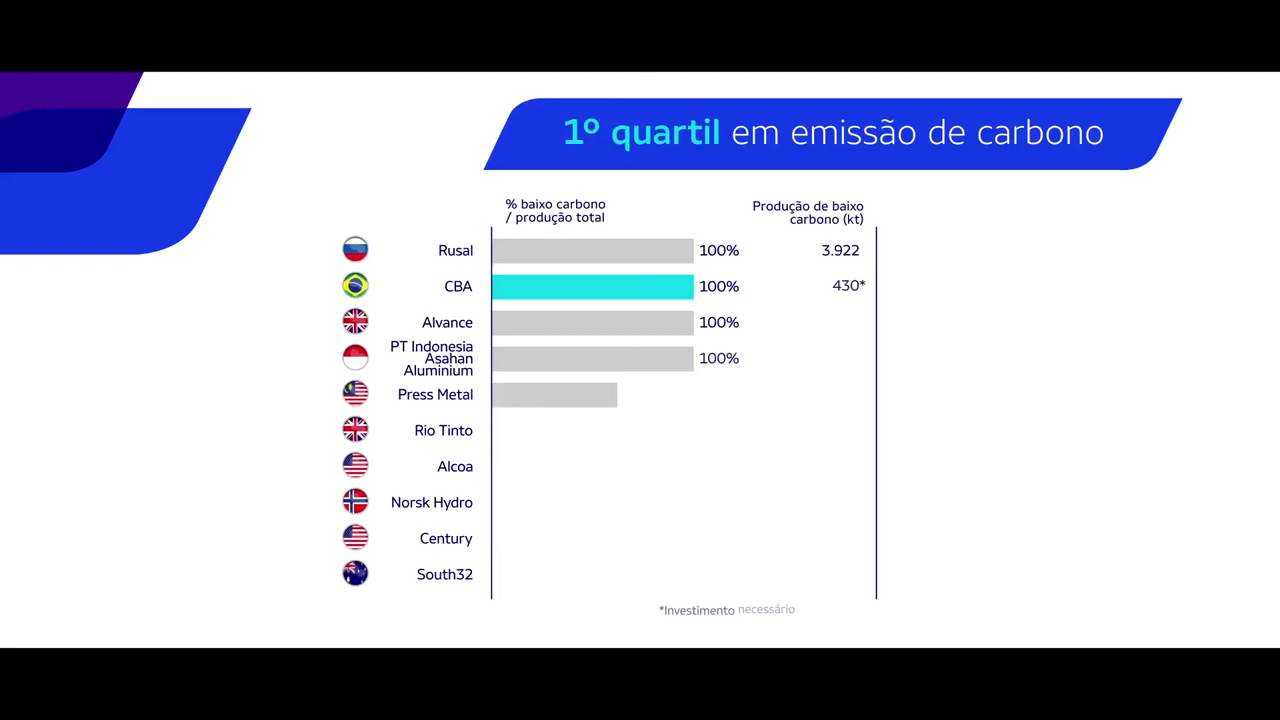 1º quartil em emissão de carbono
% baixo carbono
/ produção total
Produção de baixo
carbono (kt)
Rusal 100% 3.922
CBA 100% 430*
Alvance 100%
PT Indonesia
Asahan
Aluminium
100%
Press Metal
Rio Tinto
Alcoa
Norsk Hydro
Century
South32
*Investimento necessário